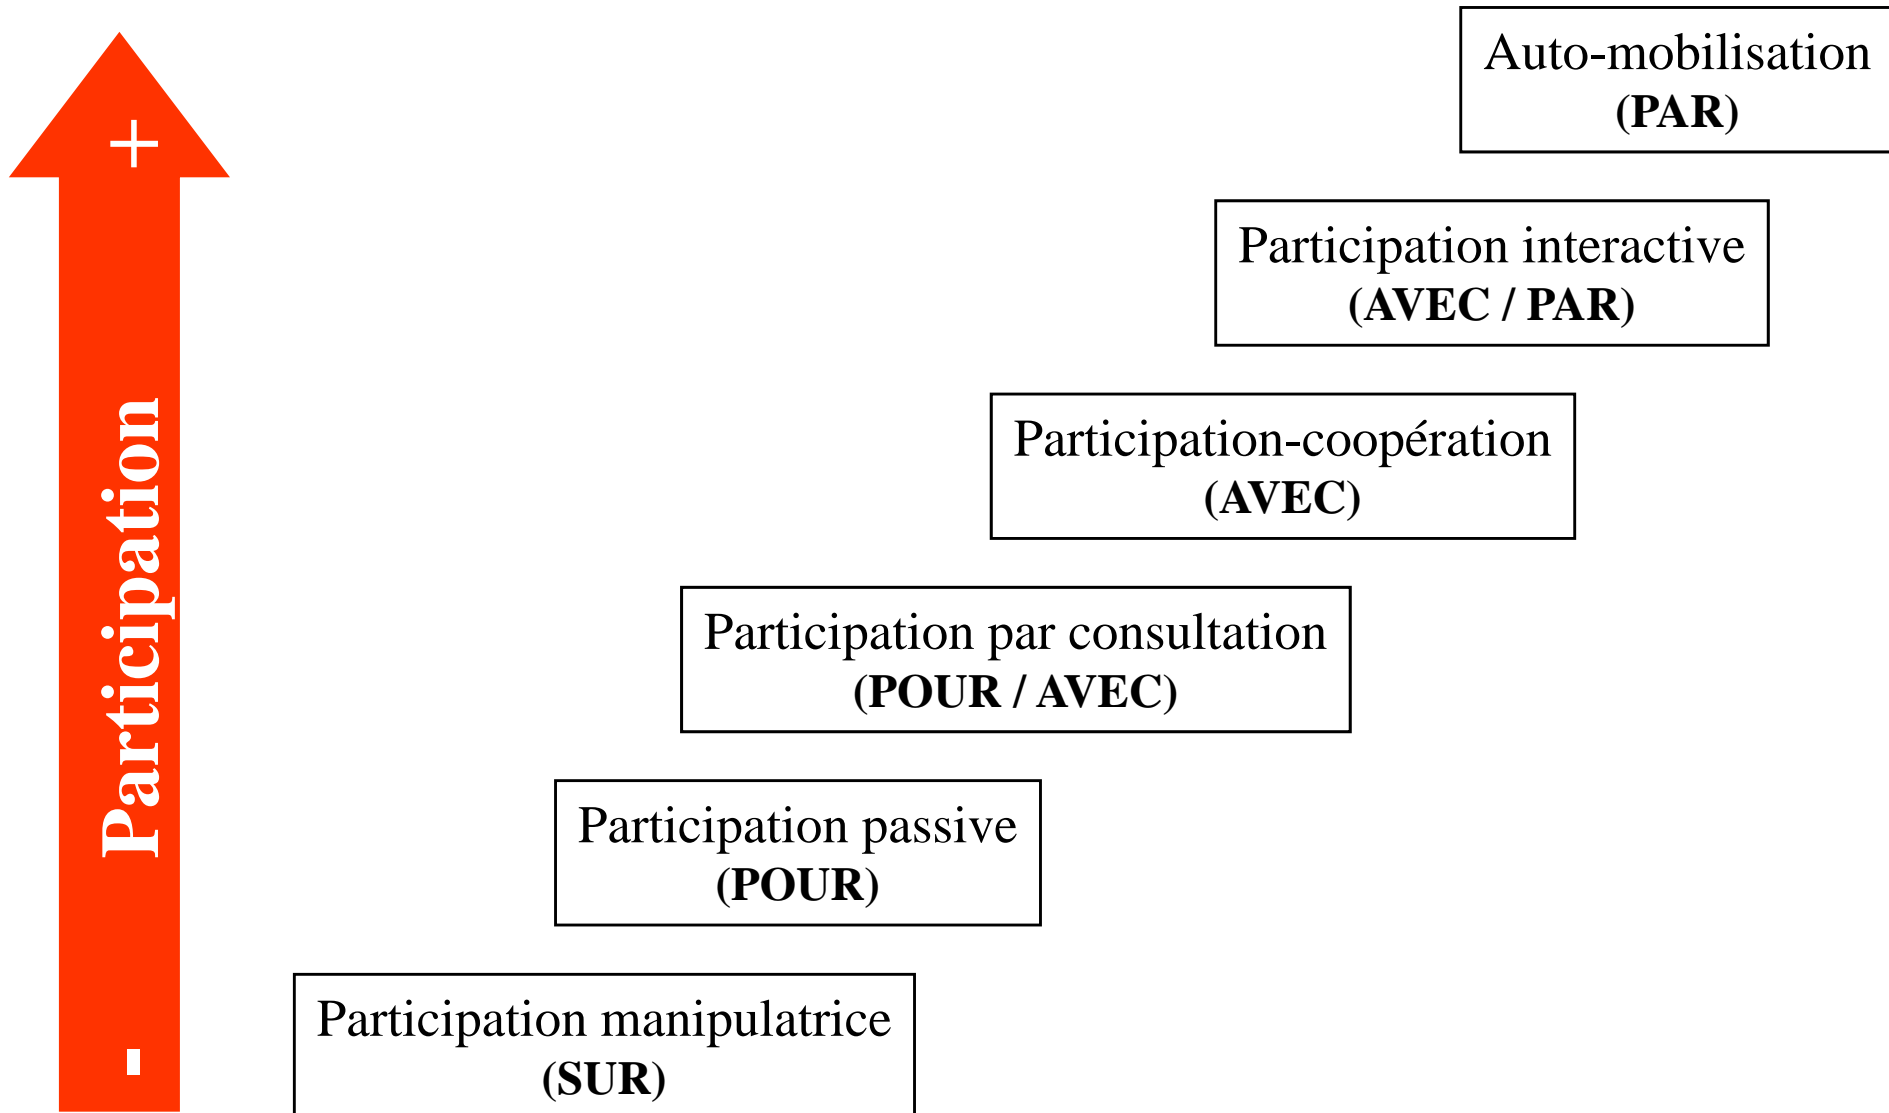 +
Participation
-
Auto-mobilisation
(PAR)
Participation interactive
(AVEC / PAR)
Participation-coopération
(AVEC)
Participation par consultation
(POUR / AVEC)
Participation passive
(POUR)
Participation manipulatrice
(SUR)